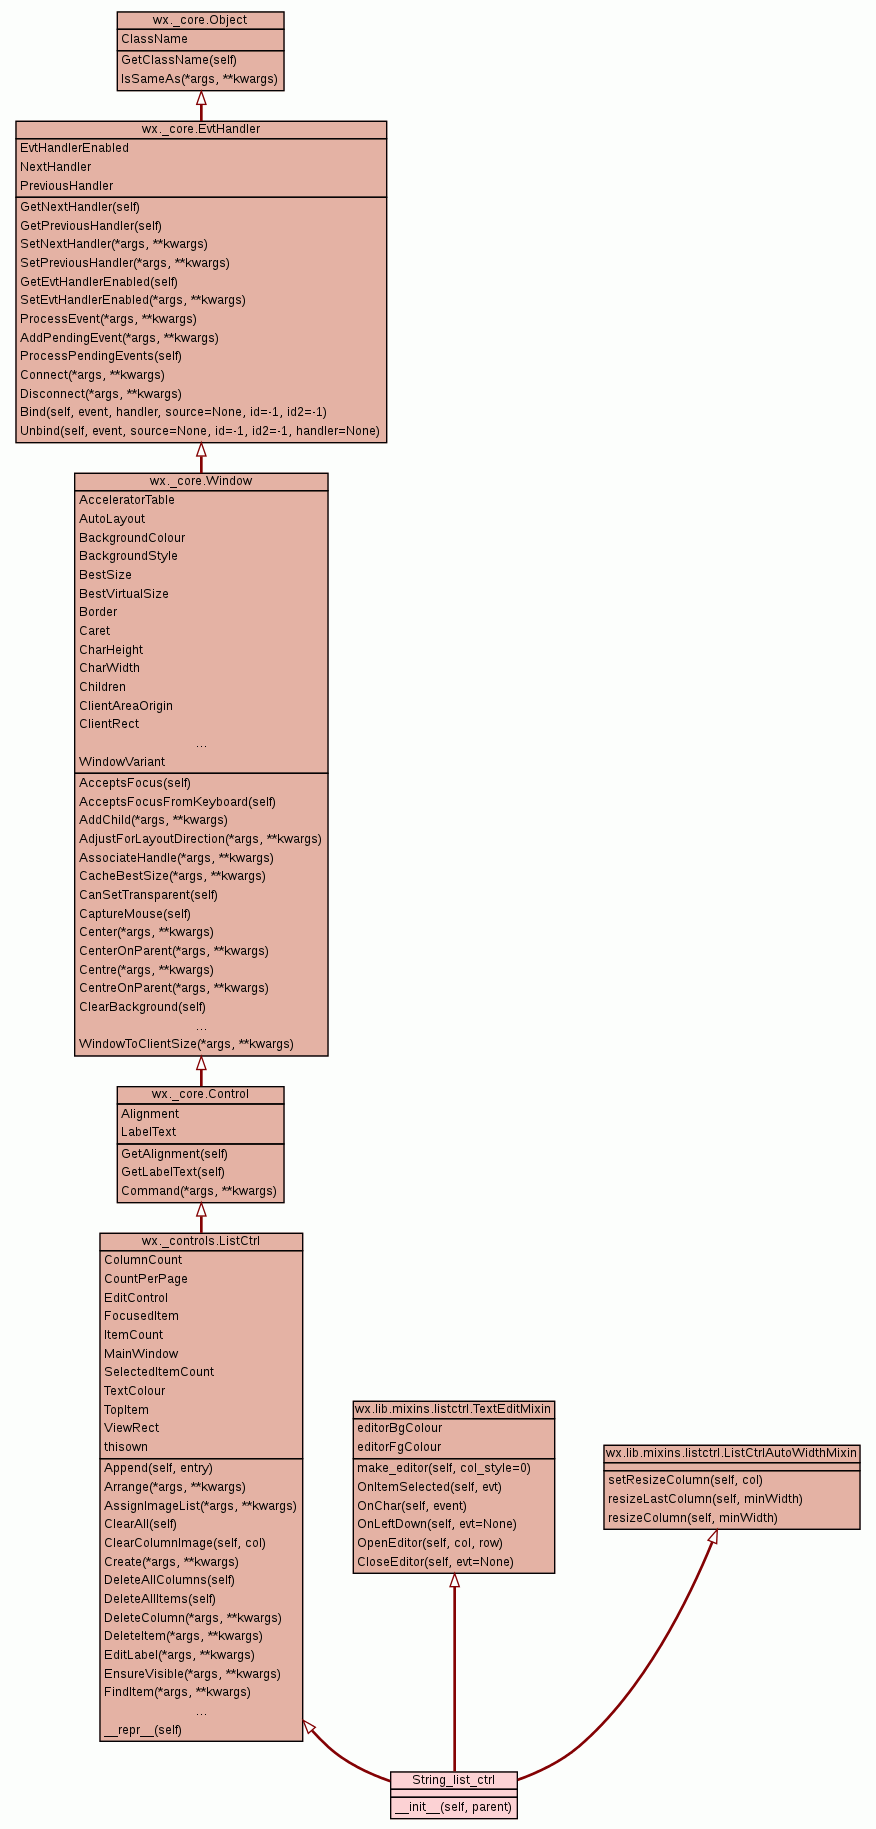 wx._core.Object
ClassName
GetClassName(self)
IsSameAs(*args, **kwargs)
wx._core.EvtHandler
EvtHandlerEnabled
NextHandler
PreviousHandler
GetNextHandler(self)
GetPreviousHandler(self)
SetNextHandler(*args, **kwargs)
SetPreviousHandler(*args, **kwargs)
GetEvtHandlerEnabled(self)
SetEvtHandlerEnabled(*args, **kwargs)
ProcessEvent(*args, **kwargs)
AddPendingEvent(*args, **kwargs)
ProcessPendingEvents(self)
Connect(*args, **kwargs)
Disconnect(*args, **kwargs)
Bind(self, event, handler, source=None, id=-1, id2=-1)
Unbind(self, event, source=None, id=-1, id2=-1, handler=None)
wx._core.Window
AcceleratorTable
AutoLayout
BackgroundColour
BackgroundStyle
BestSize
BestVirtualSize
Border
Caret
CharHeight
CharWidth
Children
ClientAreaOrigin
ClientRect
...
WindowVariant
AcceptsFocus(self)
AcceptsFocusFromKeyboard(self)
AddChild(*args, **kwargs)
AdjustForLayoutDirection(*args, **kwargs)
AssociateHandle(*args, **kwargs)
CacheBestSize(*args, **kwargs)
CanSetTransparent(self)
CaptureMouse(self)
Center(*args, **kwargs)
CenterOnParent(*args, **kwargs)
Centre(*args, **kwargs)
CentreOnParent(*args, **kwargs)
ClearBackground(self)
...
WindowToClientSize(*args, **kwargs)
wx._core.Control
Alignment
LabelText
GetAlignment(self)
GetLabelText(self)
Command(*args, **kwargs)
wx._controls.ListCtrl
ColumnCount
CountPerPage
EditControl
FocusedItem
ItemCount
MainWindow
SelectedItemCount
TextColour
TopItem
ViewRect
thisown
Append(self, entry)
Arrange(*args, **kwargs)
AssignImageList(*args, **kwargs)
ClearAll(self)
ClearColumnImage(self, col)
Create(*args, **kwargs)
DeleteAllColumns(self)
DeleteAllItems(self)
DeleteColumn(*args, **kwargs)
DeleteItem(*args, **kwargs)
EditLabel(*args, **kwargs)
EnsureVisible(*args, **kwargs)
FindItem(*args, **kwargs)
...
__repr__(self)
wx.lib.mixins.listctrl.TextEditMixin
editorBgColour
editorFgColour
make_editor(self, col_style=0)
OnItemSelected(self, evt)
OnChar(self, event)
OnLeftDown(self, evt=None)
OpenEditor(self, col, row)
CloseEditor(self, evt=None)
wx.lib.mixins.listctrl.ListCtrlAutoWidthMixin
setResizeColumn(self, col)
resizeLastColumn(self, minWidth)
resizeColumn(self, minWidth)
String_list_ctrl
__init__(self, parent)